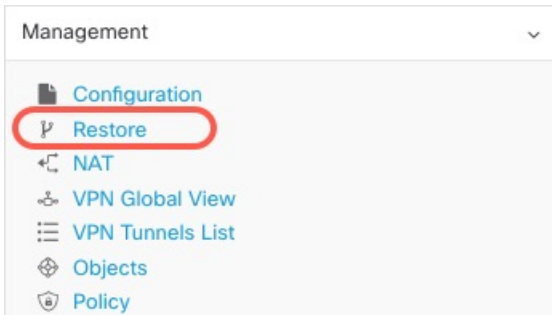 Management
Configuration
Restore
NAT
VPN Global View
VPN Tunnels List
Objects
Policy